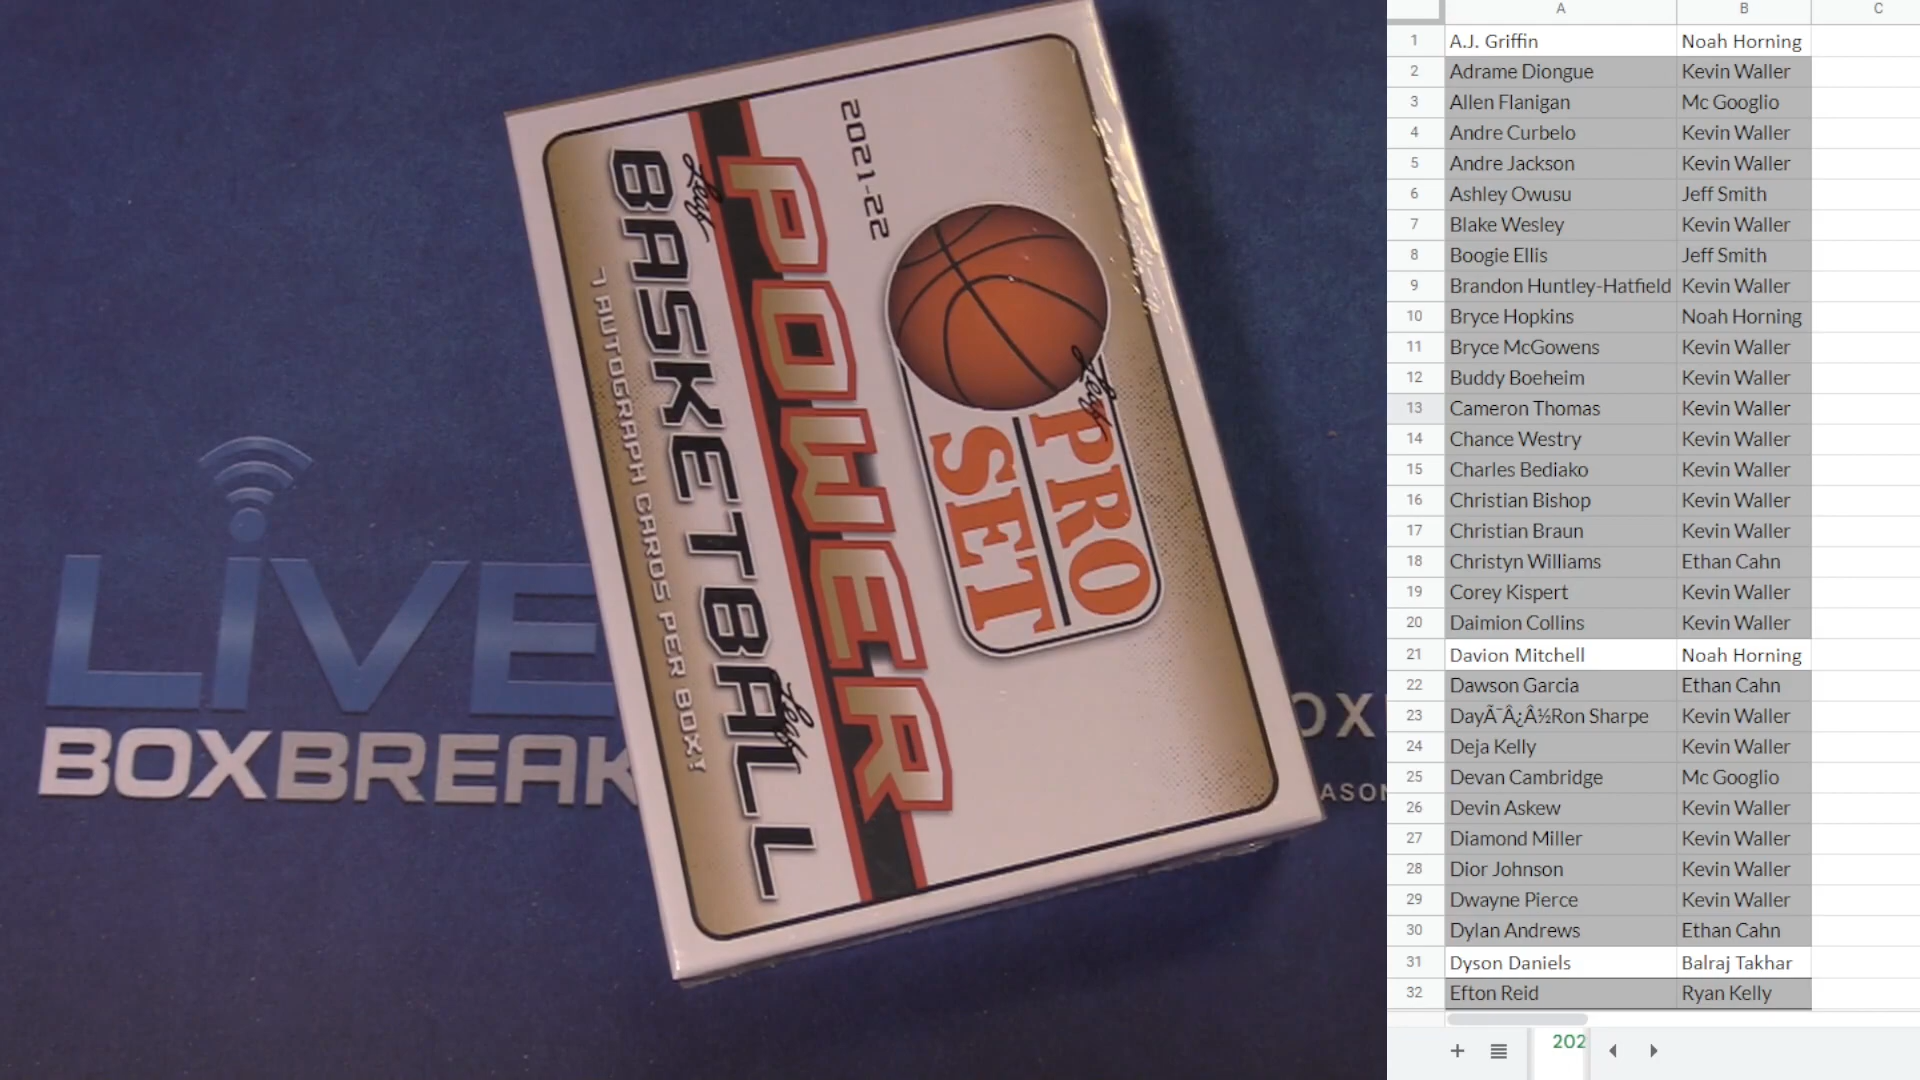 2021-22
PRO
SET
Leaf
POWER
Leaf
BASKETBALL
Leaf
7 AUTOGRAPH CARDS PER BOX!
LiVE
BOXBREAK
OX
ASON
A B C
1 A.J. Griffin Noah Horning
2 Adrame Diongue Kevin Waller
3 Allen Flanigan Mc Googlio
4 Andre Curbelo Kevin Waller
5 Andre Jackson Kevin Waller
6 Ashley Owusu Jeff Smith
7 Blake Wesley Kevin Waller
8 Boogie Ellis Jeff Smith
9 Brandon Huntley-Hatfield Kevin Waller
10 Bryce Hopkins Noah Horning
11 Bryce McGowens Kevin Waller
12 Buddy Boeheim Kevin Waller
13 Cameron Thomas Kevin Waller
14 Chance Westry Kevin Waller
15 Charles Bediako Kevin Waller
16 Christian Bishop Kevin Waller
17 Christian Braun Kevin Waller
18 Christyn Williams Ethan Cahn
19 Corey Kispert Kevin Waller
20 Daimion Collins Kevin Waller
21 Davion Mitchell Noah Horning
22 Dawson Garcia Ethan Cahn
23 DayÃ¯Â¿Â½Ron Sharpe Kevin Waller
24 Deja Kelly Kevin Waller
25 Devan Cambridge Mc Googlio
26 Devin Askew Kevin Waller
27 Diamond Miller Kevin Waller
28 Dior Johnson Kevin Waller
29 Dwayne Pierce Kevin Waller
30 Dylan Andrews Ethan Cahn
31 Dyson Daniels Balraj Takhar
32 Efton Reid Ryan Kelly
202